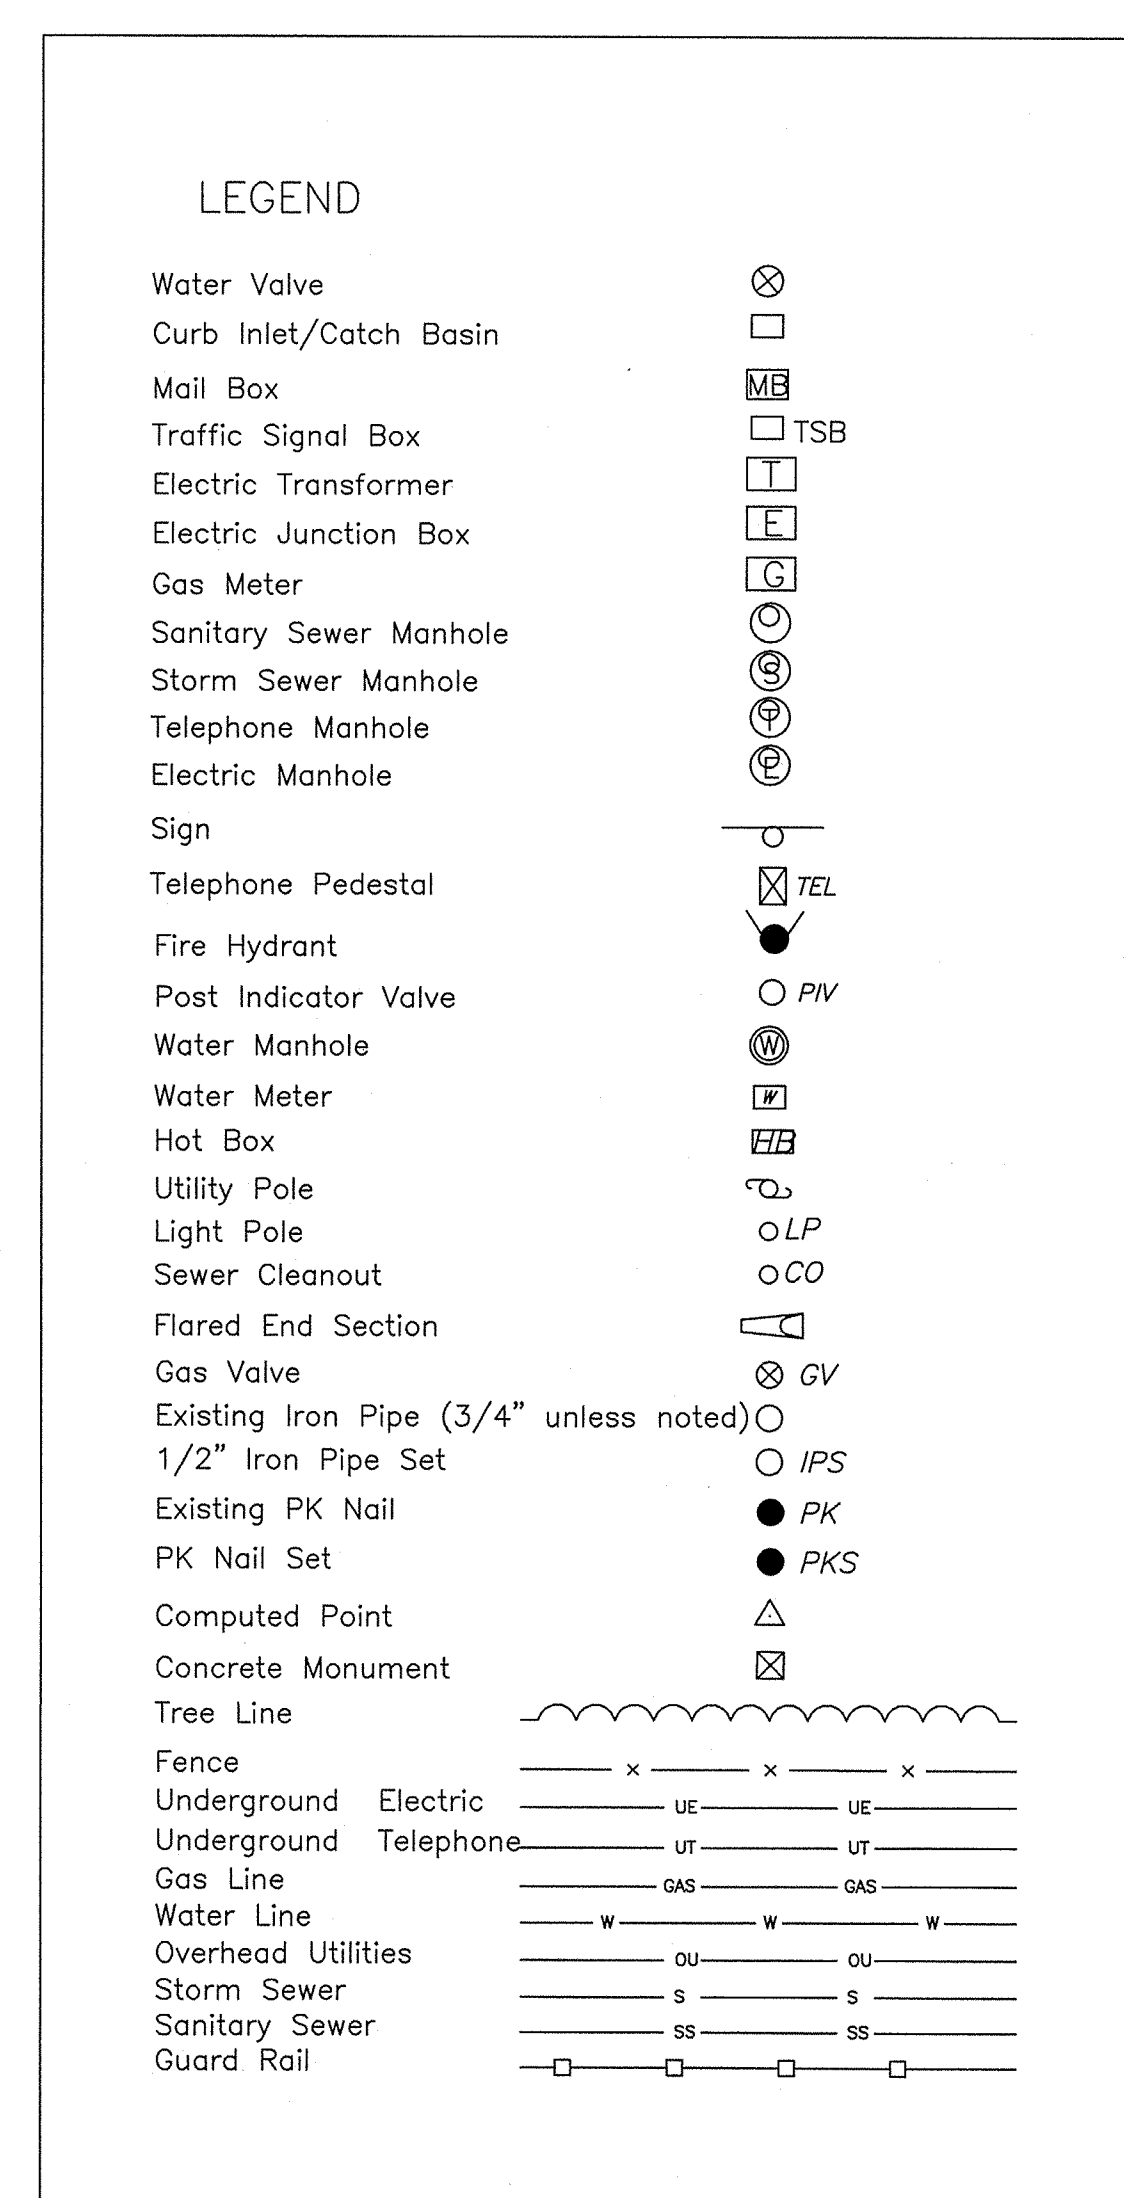 LEGEND
Water Valve
Curb Inlet/Catch Basin
Mail Box MB
Traffic Signal Box TSB
Electric Transformer T
Electric Junction Box E
Gas Meter G
Sanitary Sewer Manhole
Storm Sewer Manhole S
Telephone Manhole T
Electric Manhole E
Sign
Telephone Pedestal TEL
Fire Hydrant
Post Indicator Valve PIV
Water Manhole W
Water Meter W
Hot Box HB
Utility Pole
Light Pole LP
Sewer Cleanout CO
Flared End Section
Gas Valve GV
Existing Iron Pipe (3/4" unless noted)
1/2" Iron Pipe Set IPS
Existing PK Nail PK
PK Nail Set PKS
Computed Point
Concrete Monument
Tree Line
Fence x x x
Underground Electric UE UE
Underground Telephone UT UT
Gas Line GAS GAS
Water Line W W W
Overhead Utilities OU OU
Storm Sewer S S
Sanitary Sewer SS SS
Guard Rail